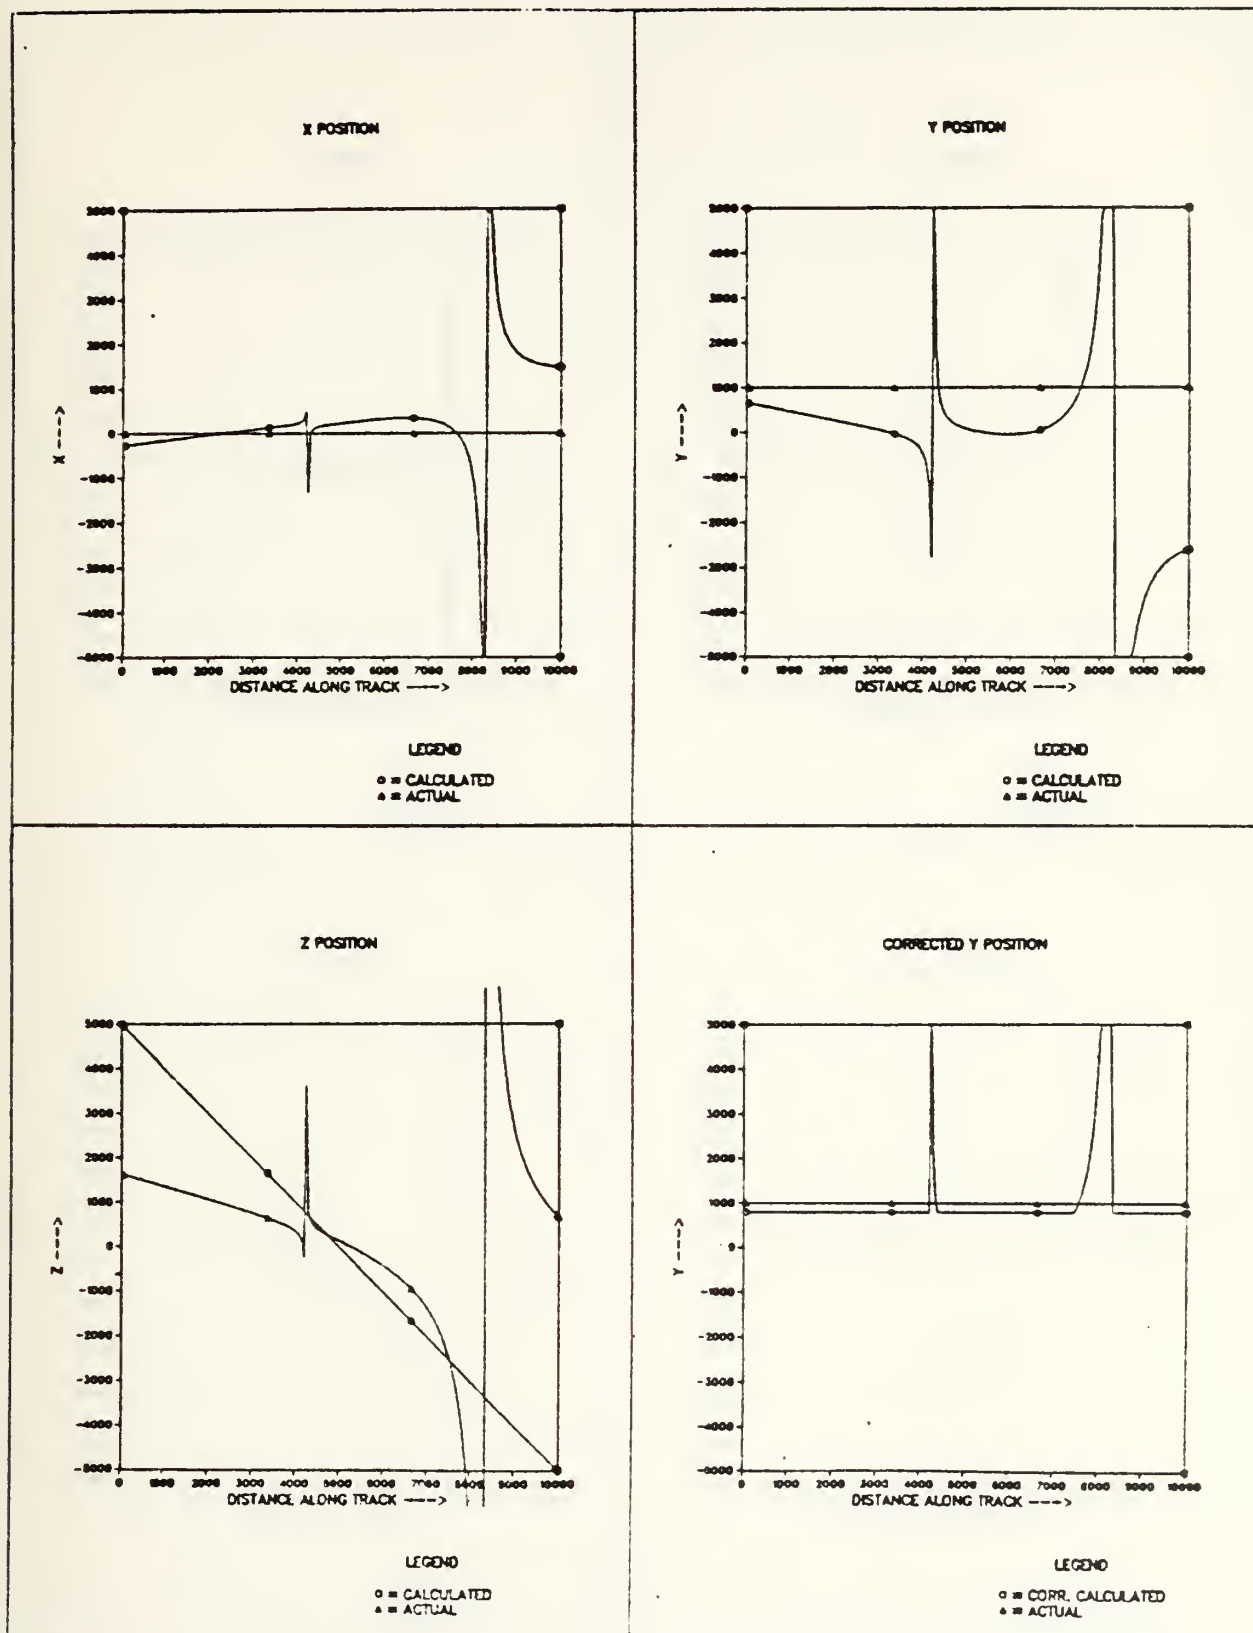 X POSITION
5000
4000
3000
2000
1000
0
-1000
-2000
-3000
-4000
-5000
X ---->
0 1000 2000 3000 4000 5000 6000 7000 8000 9000 10000
DISTANCE ALONG TRACK ---->
LEGEND
o = CALCULATED
▲ = ACTUAL
Y POSITION
5000
4000
3000
2000
1000
0
-1000
-2000
-3000
-4000
-5000
Y ---->
0 1000 2000 3000 4000 5000 6000 7000 8000 9000 10000
DISTANCE ALONG TRACK ---->
LEGEND
o = CALCULATED
▲ = ACTUAL
Z POSITION
5000
4000
3000
2000
1000
0
-1000
-2000
-3000
-4000
-5000
Z ---->
0 1000 2000 3000 4000 5000 6000 7000 8000 9000 10000
DISTANCE ALONG TRACK ---->
LEGEND
o = CALCULATED
▲ = ACTUAL
CORRECTED Y POSITION
5000
4000
3000
2000
1000
0
-1000
-2000
-3000
-4000
-5000
Y ---->
0 1000 2000 3000 4000 5000 6000 7000 8000 9000 10000
DISTANCE ALONG TRACK ---->
LEGEND
o = CORR. CALCULATED
▲ = ACTUAL